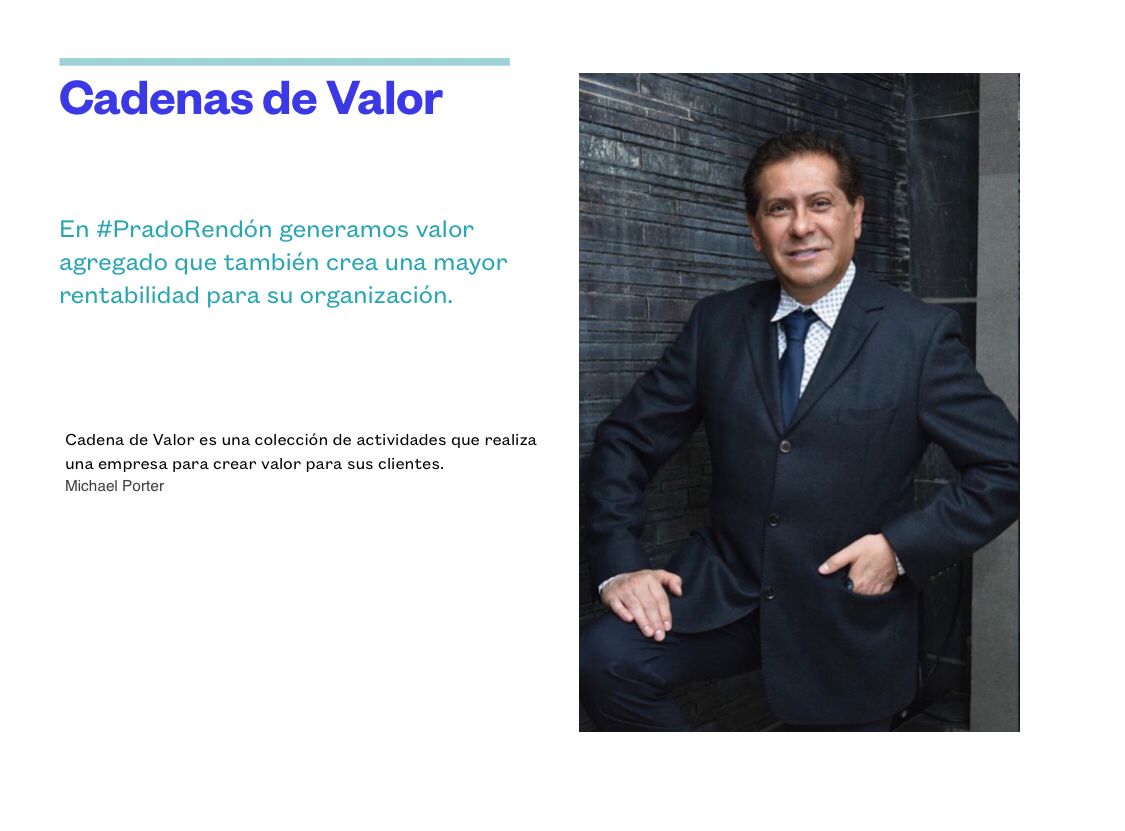 Cadenas de Valor
En #PradoRendón generamos valor
agregado que también crea una mayor
rentabilidad para su organización.
Cadena de Valor es una colección de actividades que realiza
una empresa para crear valor para sus clientes.
Michael Porter